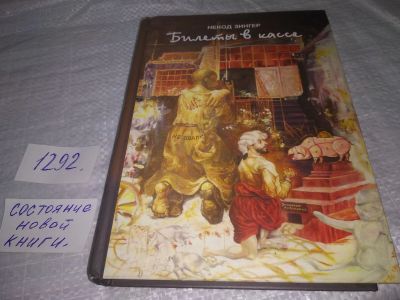 НЕКОД ЗИНГЕР
Билеты в кассе
1292.
СОСТОЯНИЕ
НОВОЙ
КНИГИ.